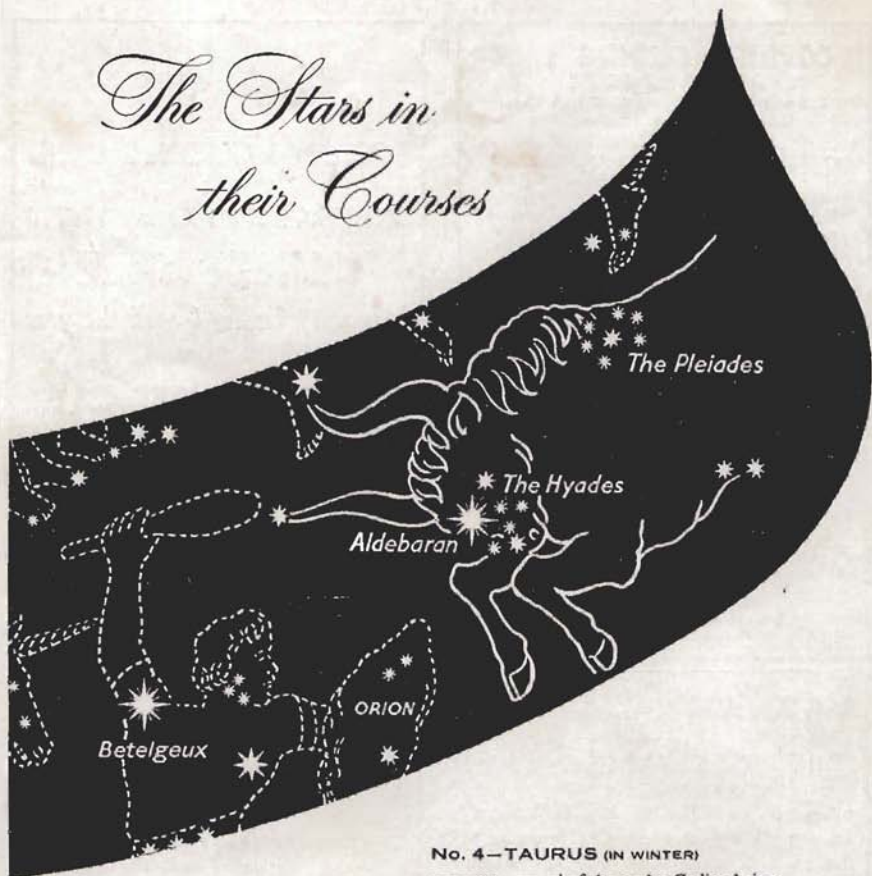 The Stars in
their Courses
The Pleiades
The Hyades
Aldebaran
ORION
Betelgeux
No. 4—TAURUS (IN WINTER)